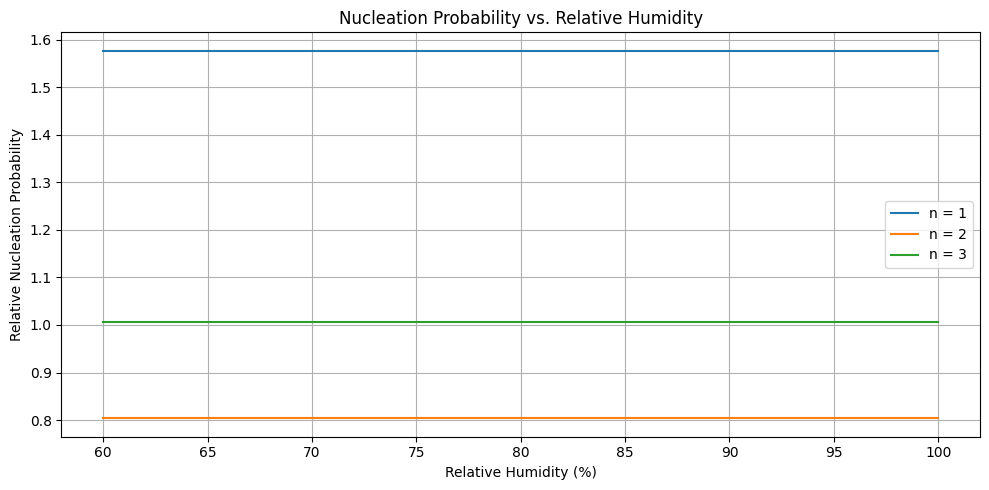 Nucleation Probability vs. Relative Humidity
Relative Nucleation Probability
1.6
1.5
1.4
1.3
1.2
1.1
1.0
0.9
0.8
n = 1
n = 2
n = 3
60 65 70 75 80 85 90 95 100
Relative Humidity (%)